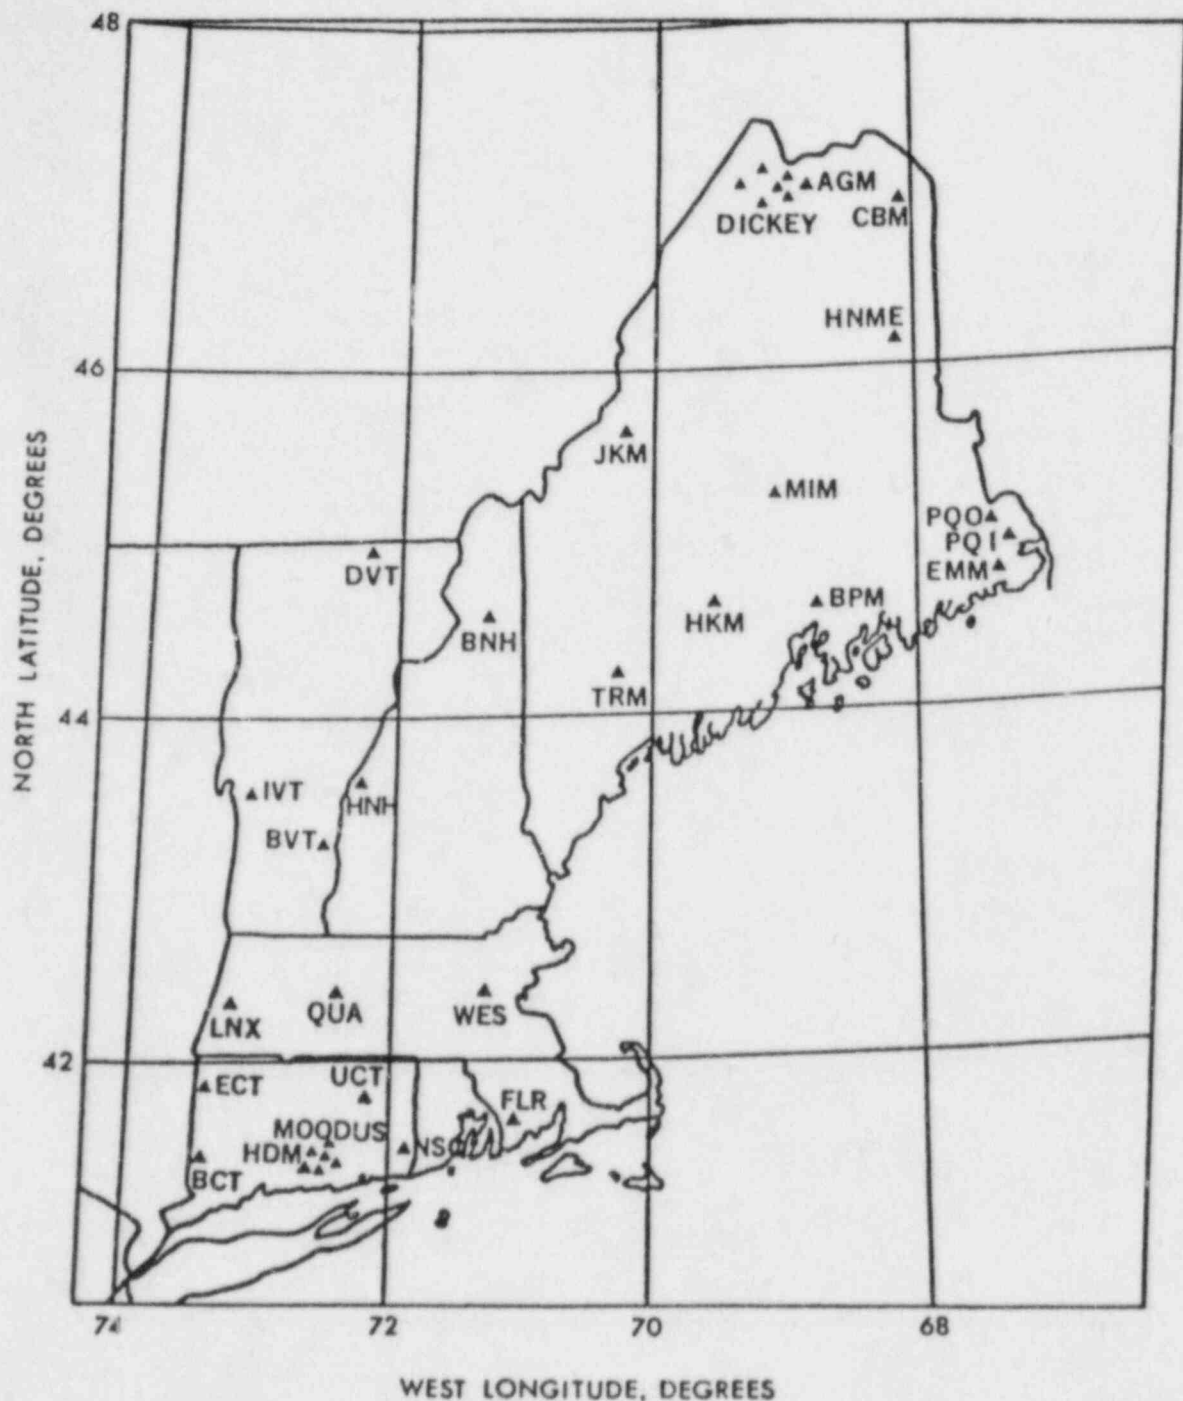 48
AGM
DICKEY
CBM
HNME
46
JKM
MIM
PQO
PQI
DVT
EMM
BPM
HKM
BNH
TRM
44
IVT
HNH
BVT
LNX
QUA
WES
42
ECT
UCT
FLR
MOODUS
HDM
BCT
74
72
70
68
NORTH LATITUDE, DEGREES
WEST LONGITUDE, DEGREES